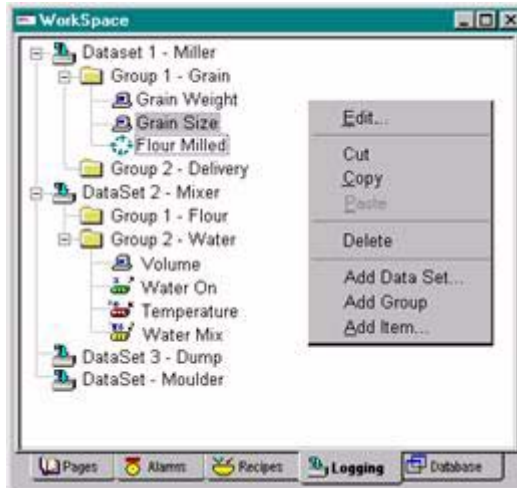 WorkSpace
Dataset 1 - Miller
Group 1 - Grain
Grain Weight
Grain Size
Flour Milled
Group 2 - Delivery
DataSet 2 - Mixer
Group 1 - Flour
Group 2 - Water
Volume
Water On
Temperature
Water Mix
DataSet 3 - Dump
DataSet - Moulder
Edit...
Cut
Copy
Paste
Delete
Add Data Set...
Add Group
Add Item...
Pages
Alarms
Recipes
Logging
Database